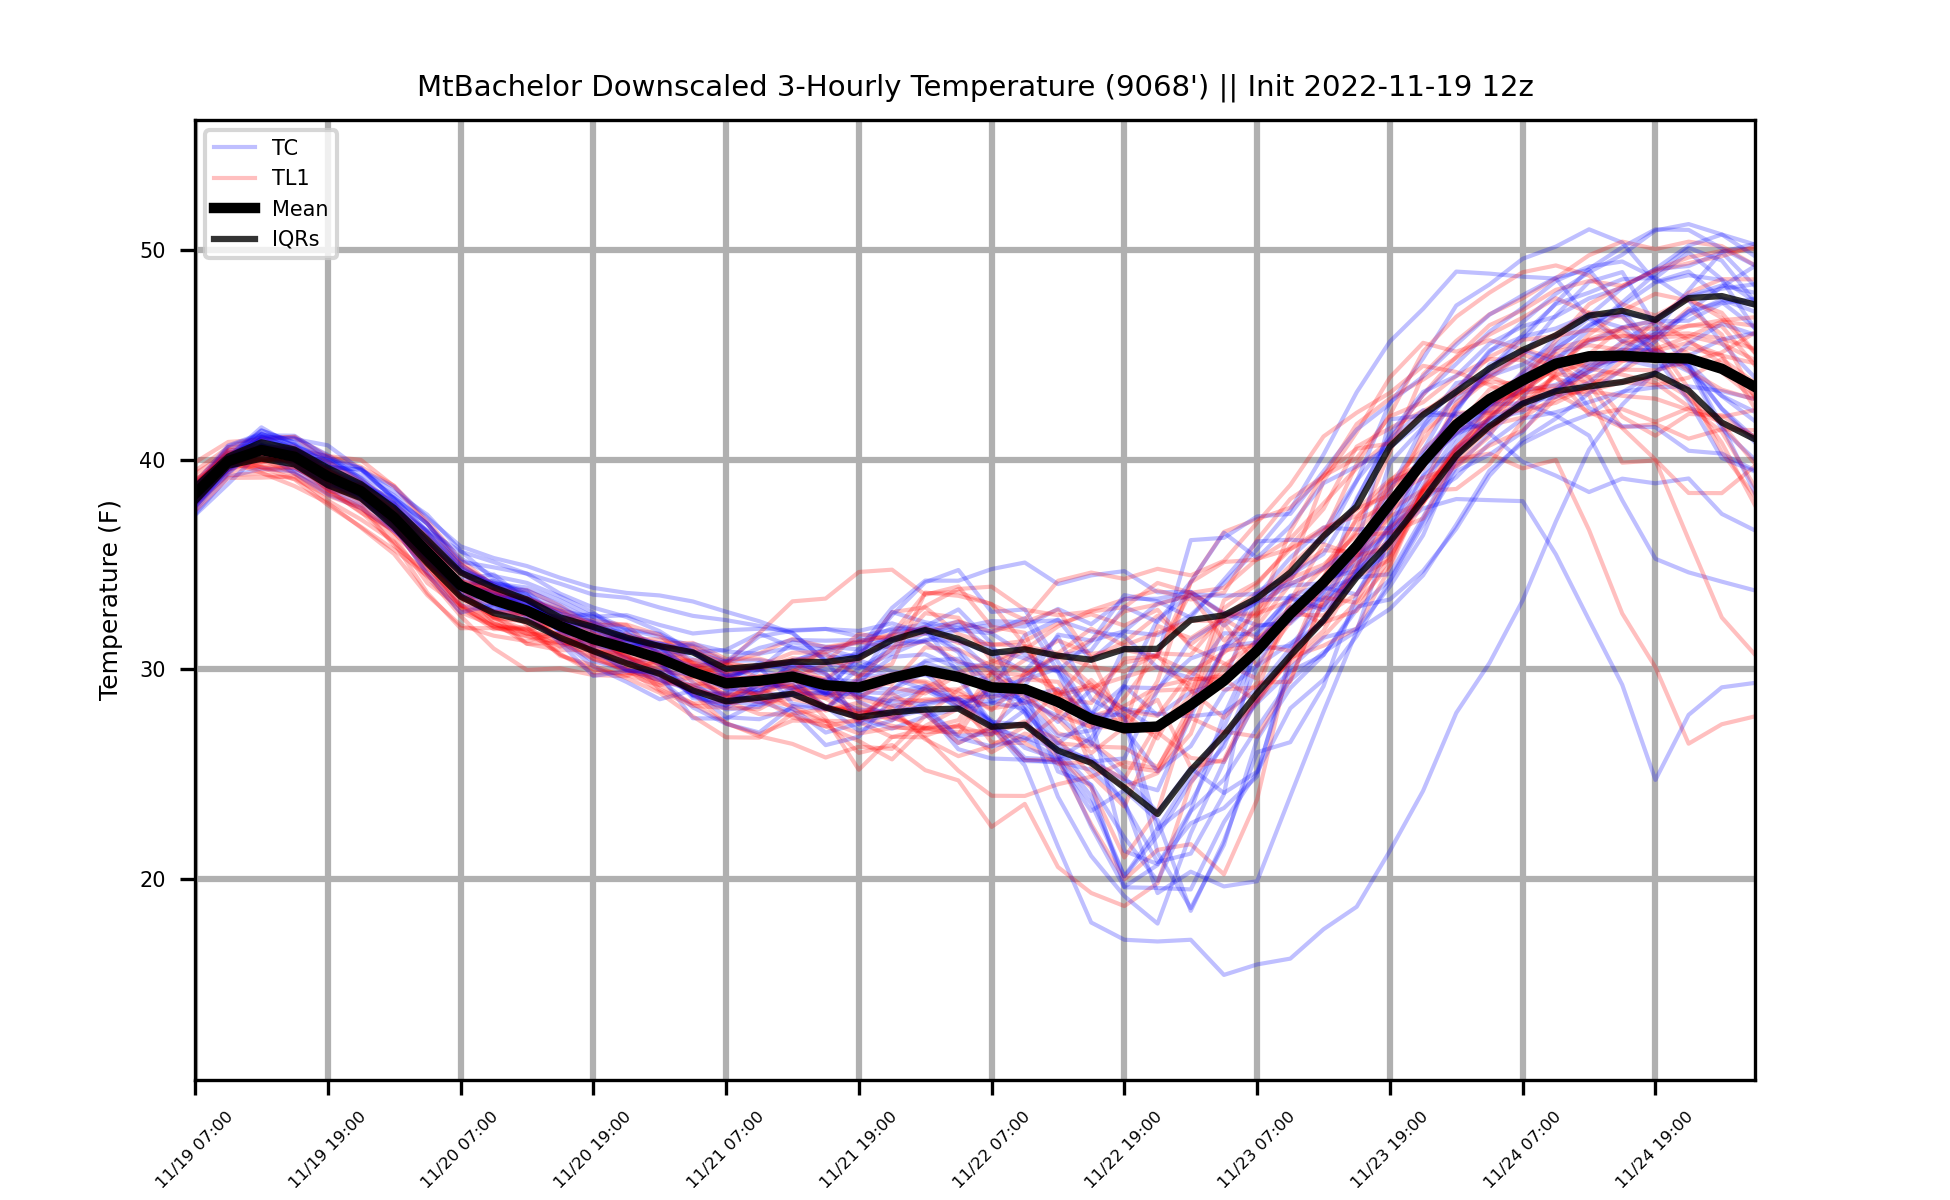 MtBachelor Downscaled 3-Hourly Temperature (9068') || Init 2022-11-19 12z
TC
TL1
Mean
IQRs
Temperature (F)
50
40
30
20
11/19 07:00
11/19 19:00
11/20 07:00
11/20 19:00
11/21 07:00
11/21 19:00
11/22 07:00
11/22 19:00
11/23 07:00
11/23 19:00
11/24 07:00
11/24 19:00